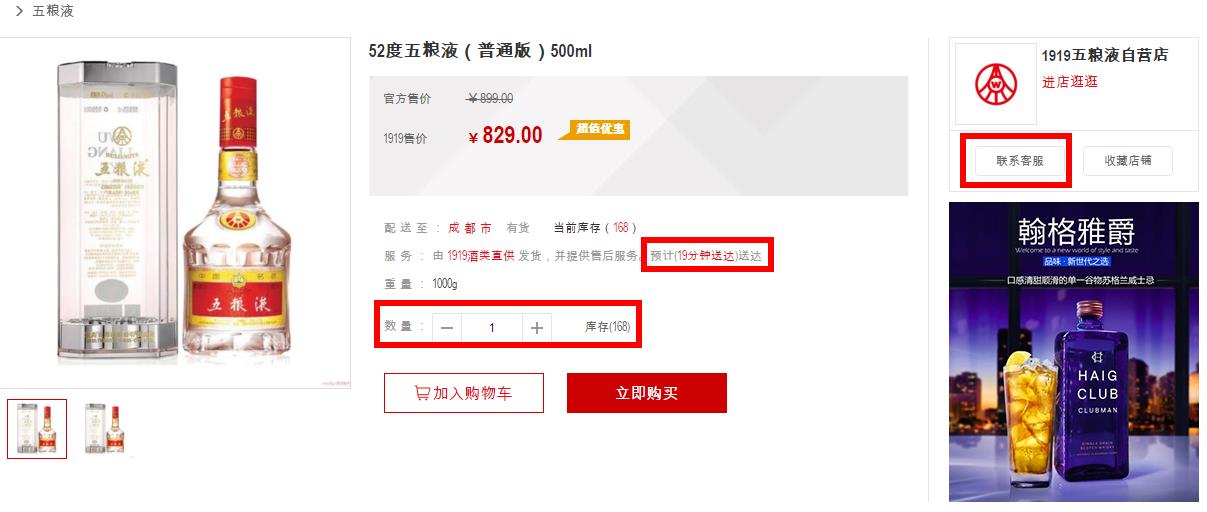 五粮液
52度五粮液（普通版）500ml
官方售价 ￥899.00
1919售价 ￥829.00 超值优惠
配送至： 成都市 有货 当前库存（168）
服务： 由1919酒类直供 发货，并提供售后服务。预计(19分钟送达)送达
重量： 1000g
数量： 1 库存(168)
加入购物车 立即购买
1919五粮液自营店
进店逛逛
联系客服 收藏店铺
五粮液
中国名酒
五粮液
翰格雅爵
Welcome to a new world of style and taste
品味·新世代之选
口感清甜顺滑的单一谷物苏格兰威士忌
HAIG
CLUB
CLUBMAN
SINGLE GRAIN
SCOTCH WHISKY